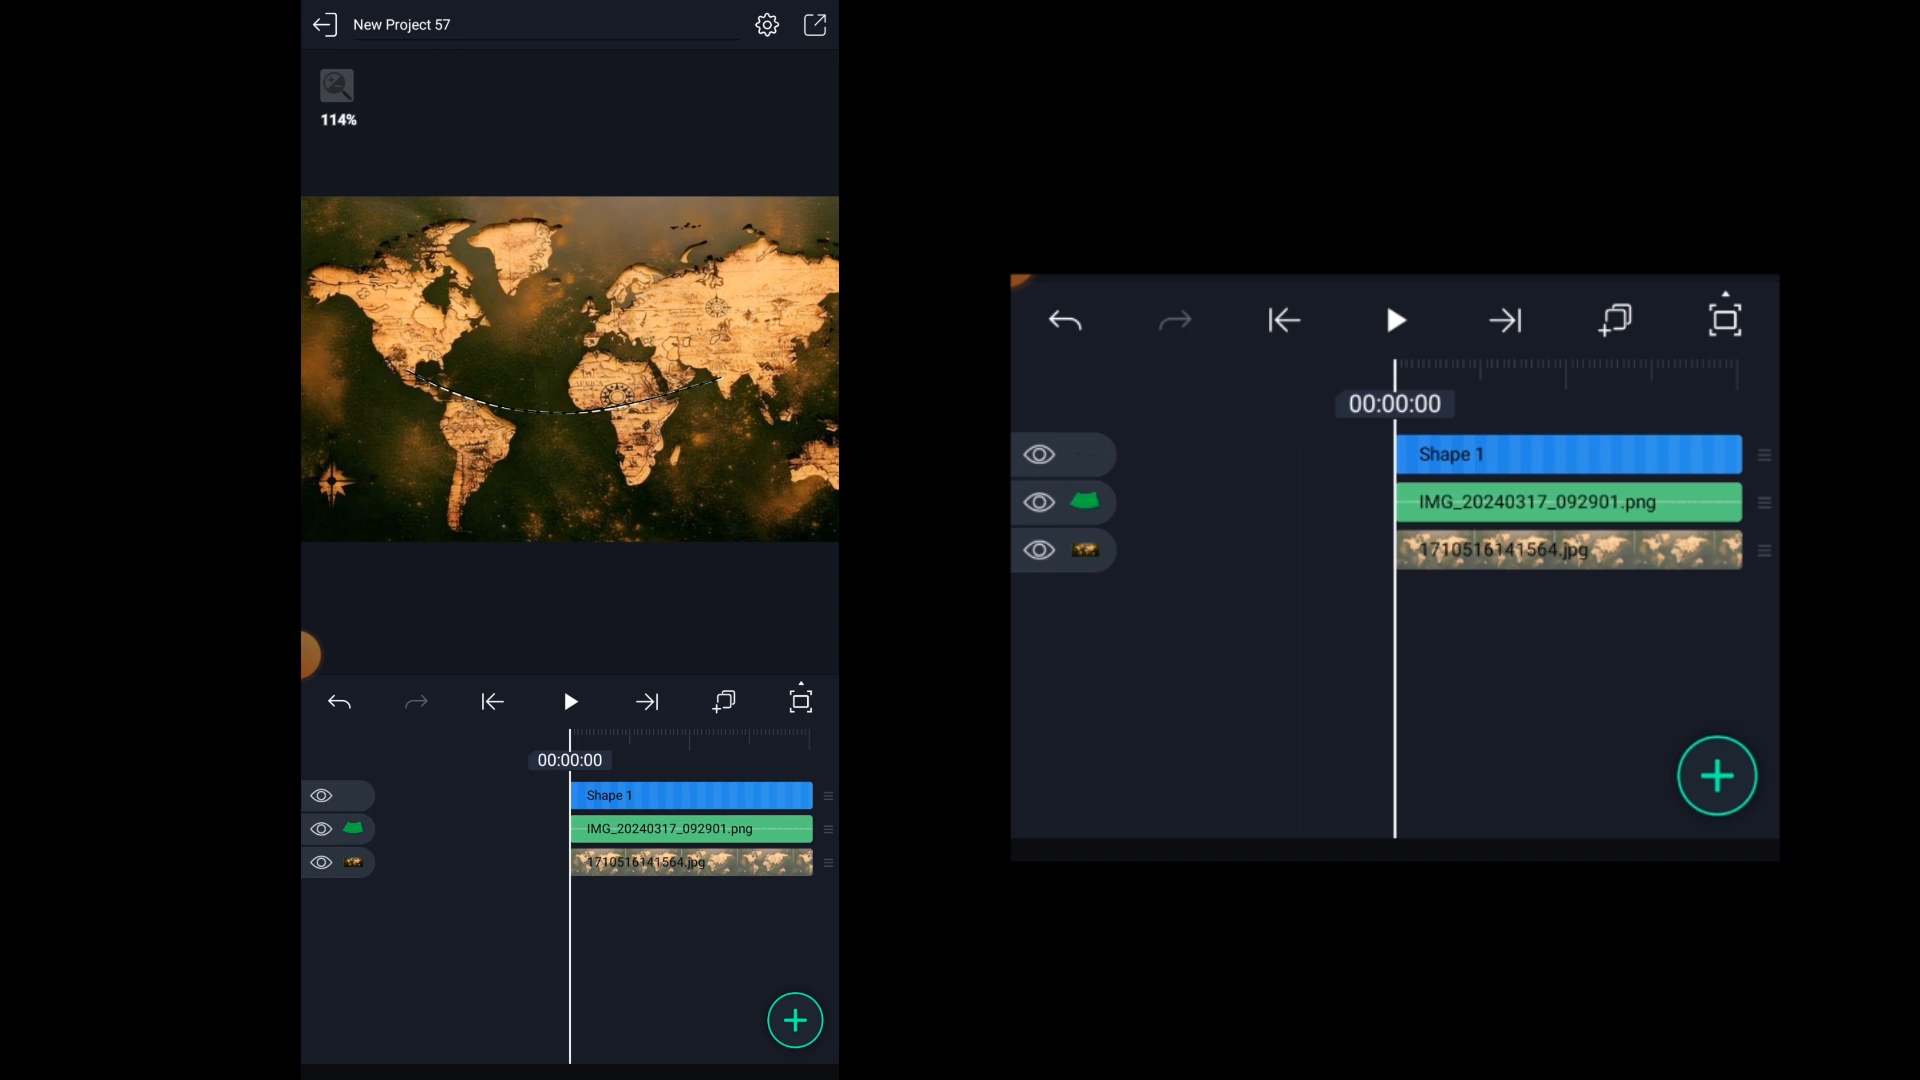 New Project 57
114%
AFRICA
00:00:00
Shape 1
IMG_20240317_092901.png
1710516141564.jpg
00:00:00
Shape 1
IMG_20240317_092901.png
1710516141564.jpg